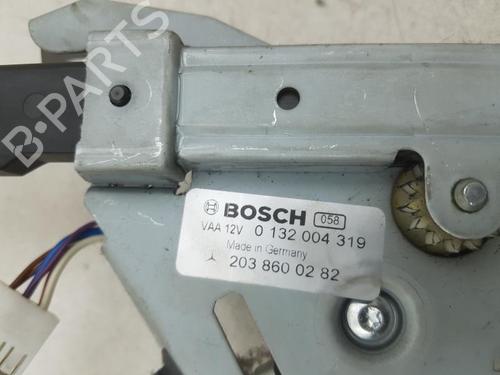 B-PARTS
BOSCH 058
VAA 12V 0 132 004 319
Made in Germany
203 860 02 82